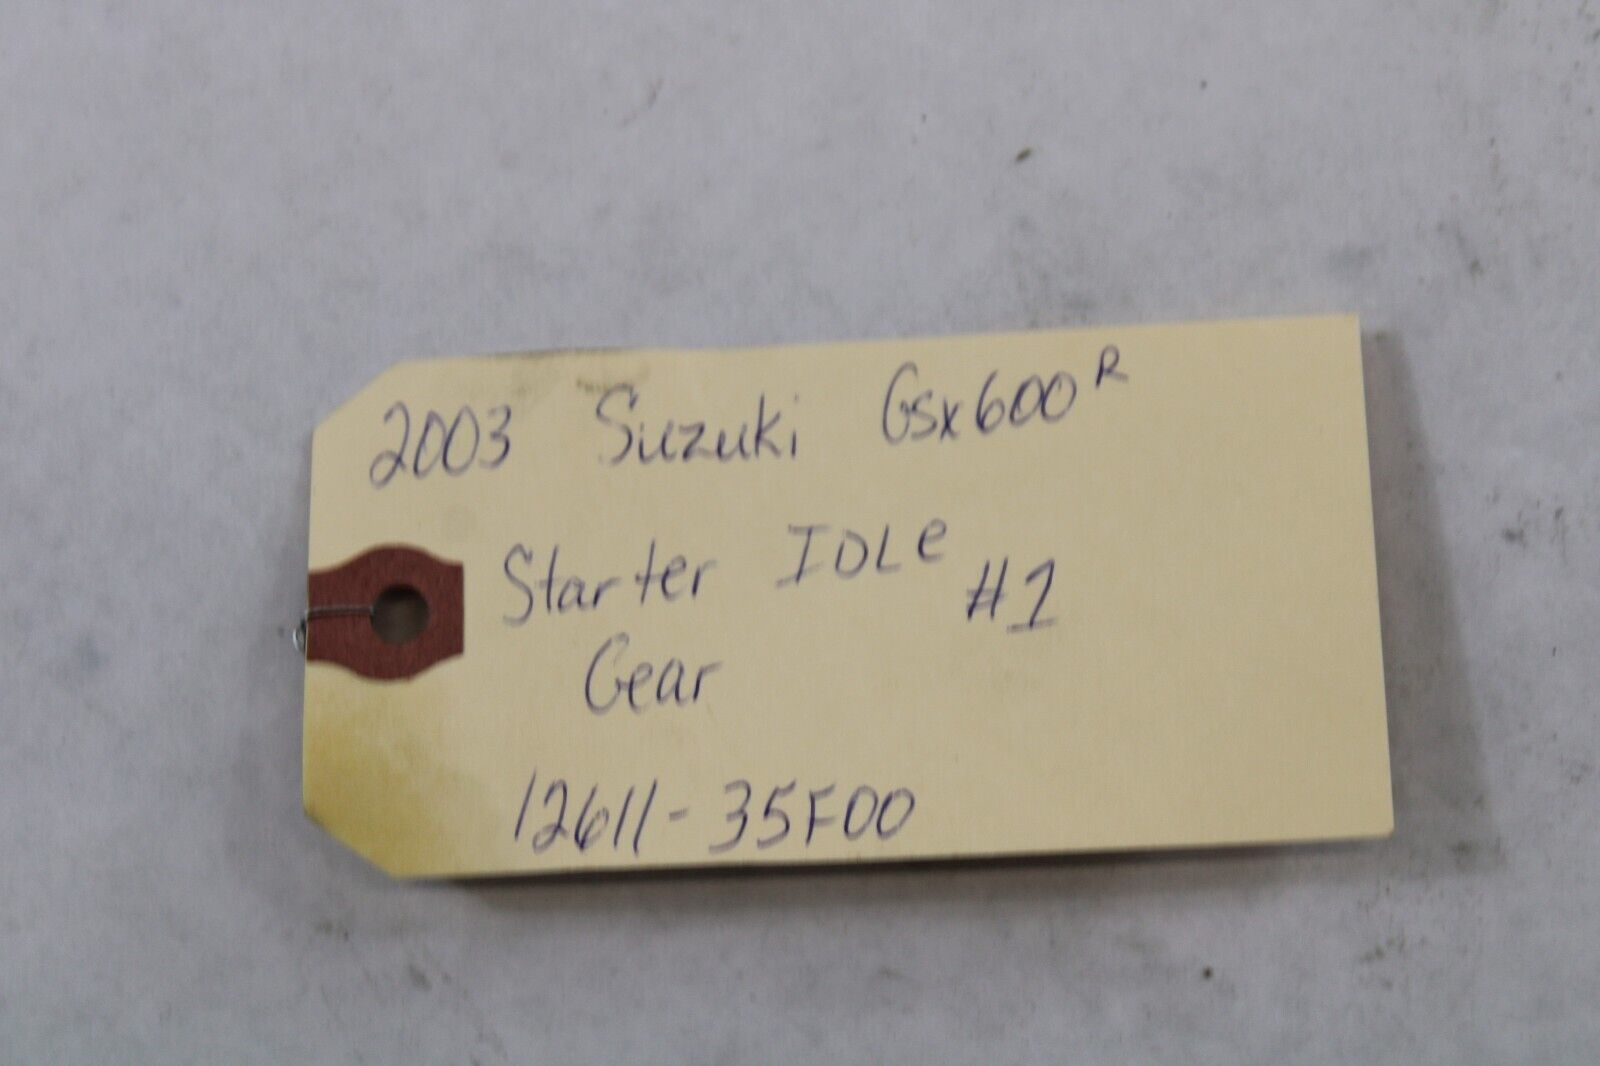 2003 Suzuki Gsx600R
Starter IDLe #1
Gear
12611-35F00